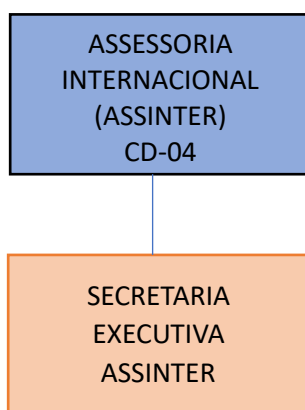 ASSESSORIA
INTERNACIONAL
(ASSINTER)
CD-04
SECRETARIA
EXECUTIVA
ASSINTER